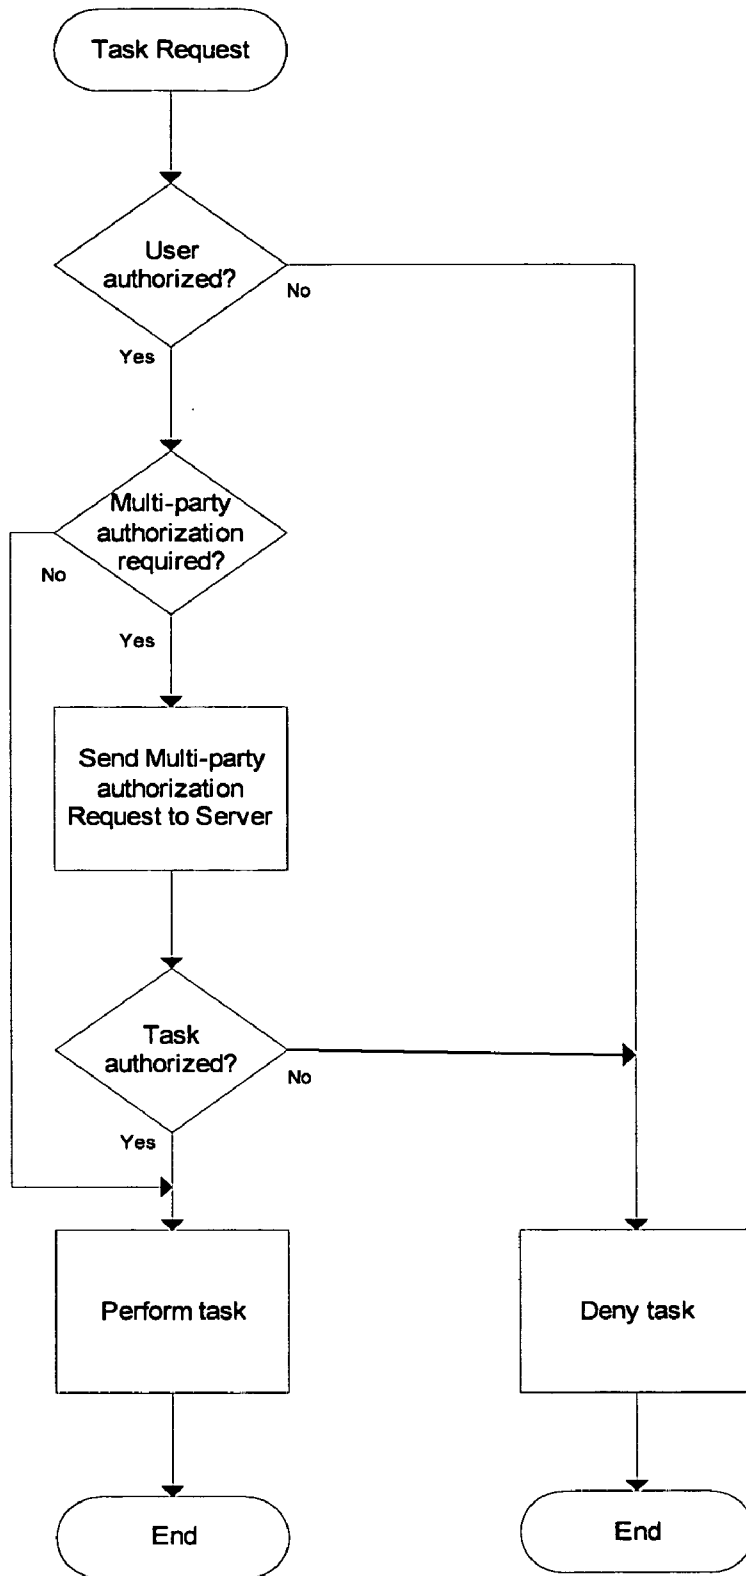 Task Request
User
authorized?
No
Yes
Multi-party
authorization
required?
No
Yes
Send Multi-party
authorization
Request to Server
Task
authorized?
No
Yes
Perform task
Deny task
End
End